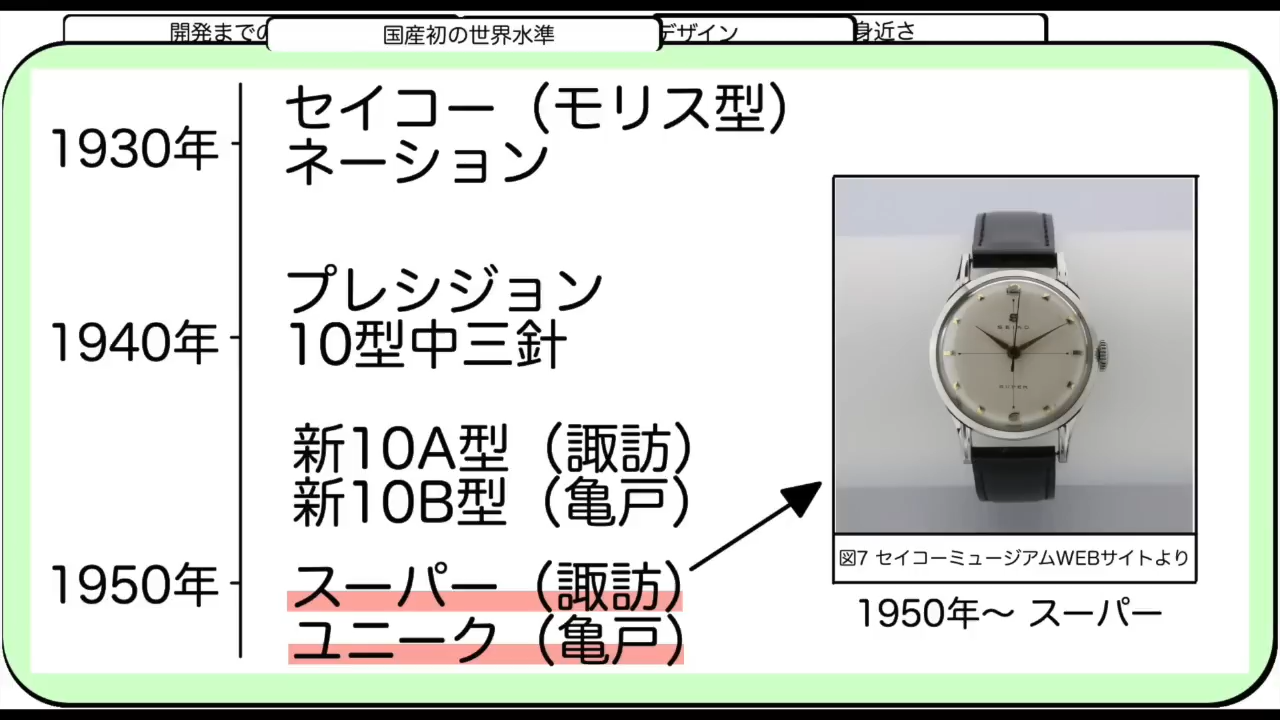 開発までの
国産初の世界水準
デザイン
身近さ
1930年
セイコー（モリス型）
ネーション
1940年
プレシジョン
10型中三針
新10A型（諏訪）
新10B型（亀戸）
1950年
スーパー（諏訪）
ユニーク（亀戸）
SEIKO
SUPER
図7 セイコーミュージアムWEBサイトより
1950年〜 スーパー